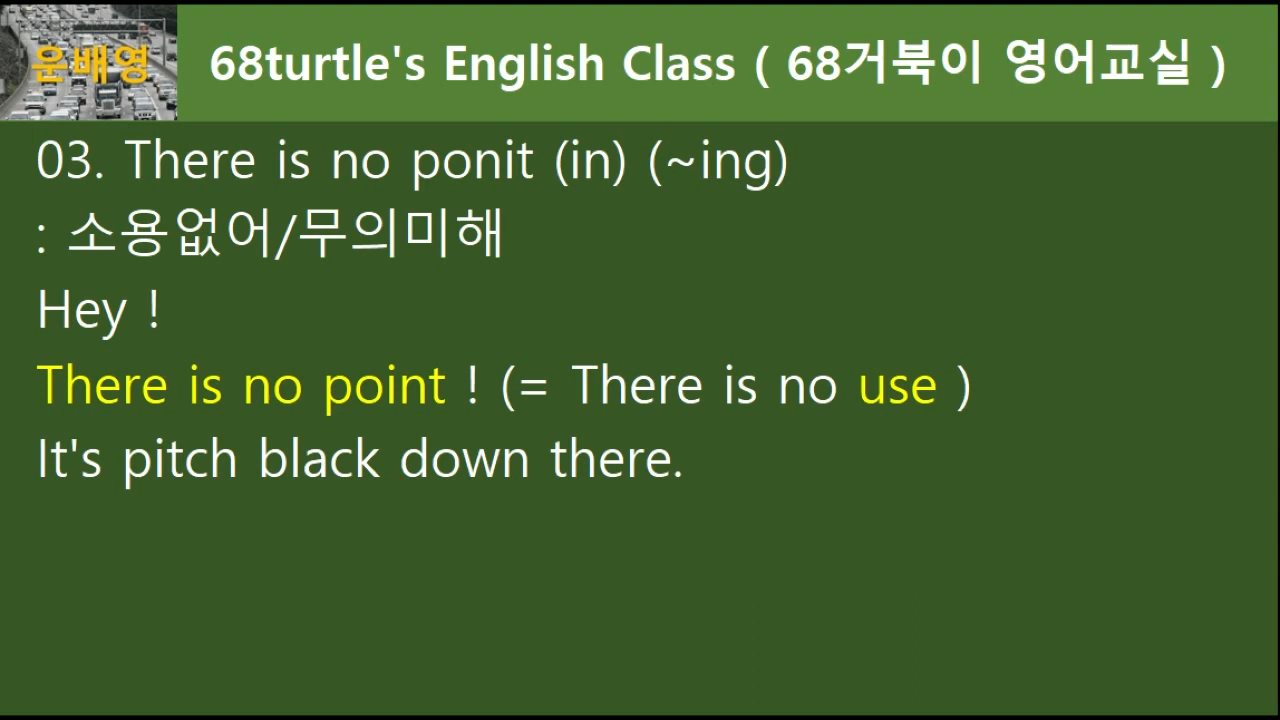 운배영
68turtle's English Class ( 68거북이 영어교실 )
03. There is no ponit (in) (~ing)
: 소용없어/무의미해
Hey !
There is no point ! (= There is no use )
It's pitch black down there.